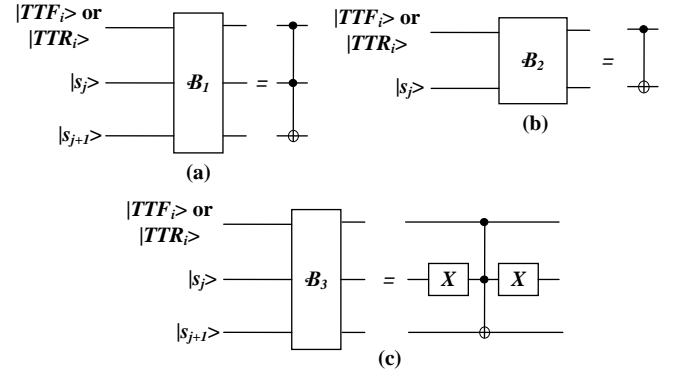 |TTFᵢ> or
|TTRᵢ>
|sⱼ>
|sⱼ₊₁>
B₁
=
(a)
|TTFᵢ> or
|TTRᵢ>
|sⱼ>
B₂
=
(b)
|TTFᵢ> or
|TTRᵢ>
|sⱼ>
|sⱼ₊₁>
B₃
=
X
X
(c)